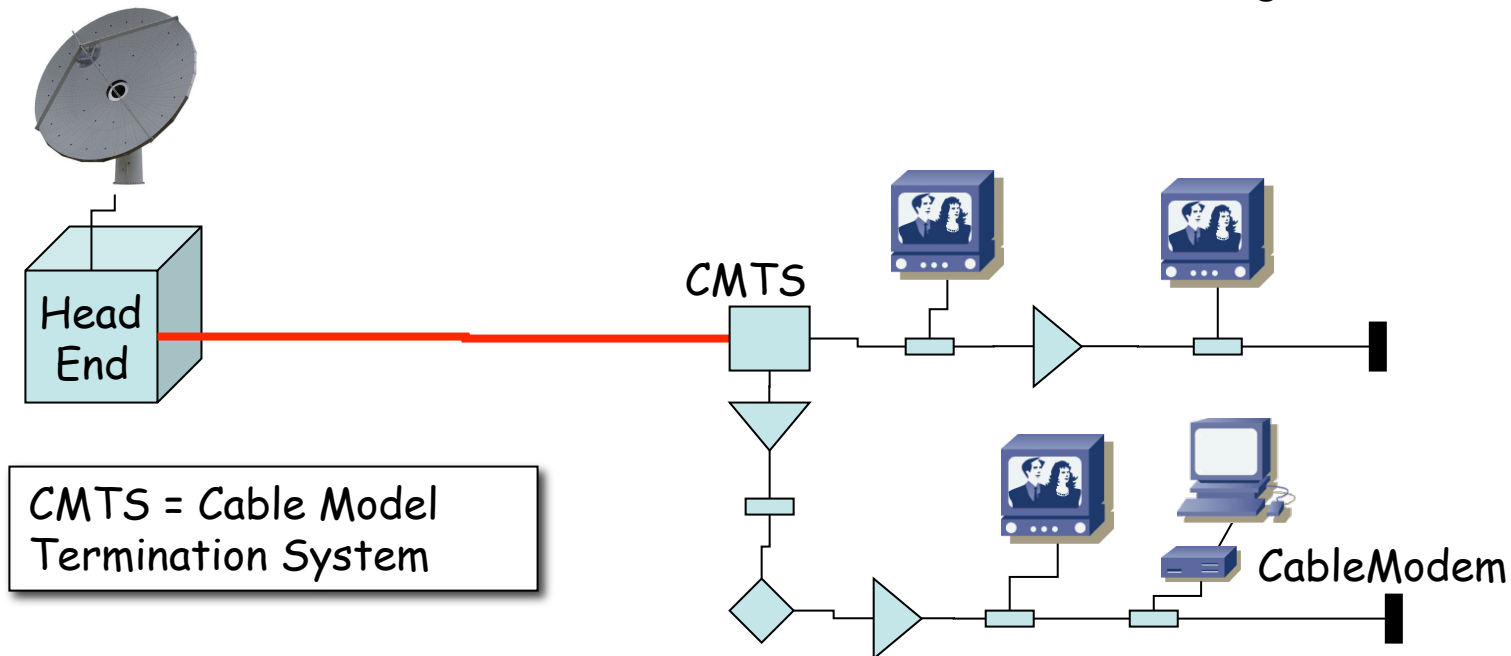 CMTS
Head
End
CMTS = Cable Model
Termination System
CableModem